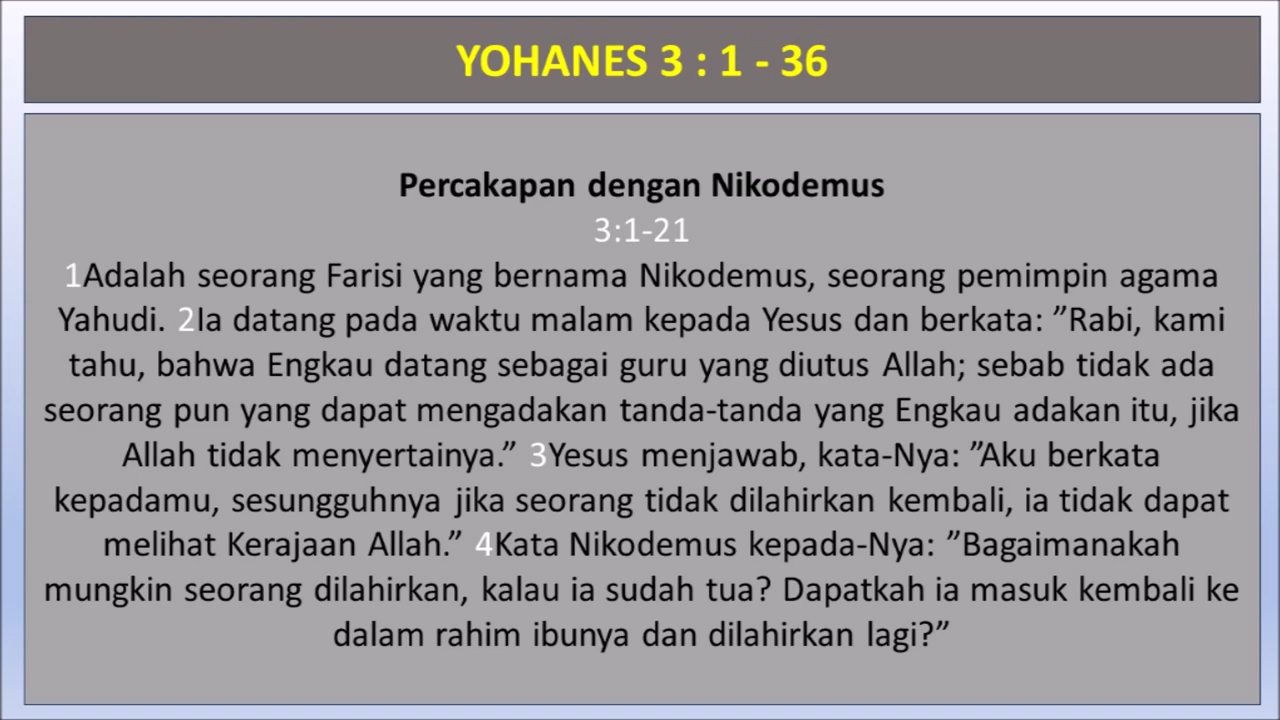 YOHANES 3 : 1 - 36
Percakapan dengan Nikodemus
3:1-21
1Adalah seorang Farisi yang bernama Nikodemus, seorang pemimpin agama
Yahudi. 2Ia datang pada waktu malam kepada Yesus dan berkata: ”Rabi, kami
tahu, bahwa Engkau datang sebagai guru yang diutus Allah; sebab tidak ada
seorang pun yang dapat mengadakan tanda-tanda yang Engkau adakan itu, jika
Allah tidak menyertainya.” 3Yesus menjawab, kata-Nya: ”Aku berkata
kepadamu, sesungguhnya jika seorang tidak dilahirkan kembali, ia tidak dapat
melihat Kerajaan Allah.” 4Kata Nikodemus kepada-Nya: ”Bagaimanakah
mungkin seorang dilahirkan, kalau ia sudah tua? Dapatkah ia masuk kembali ke
dalam rahim ibunya dan dilahirkan lagi?”